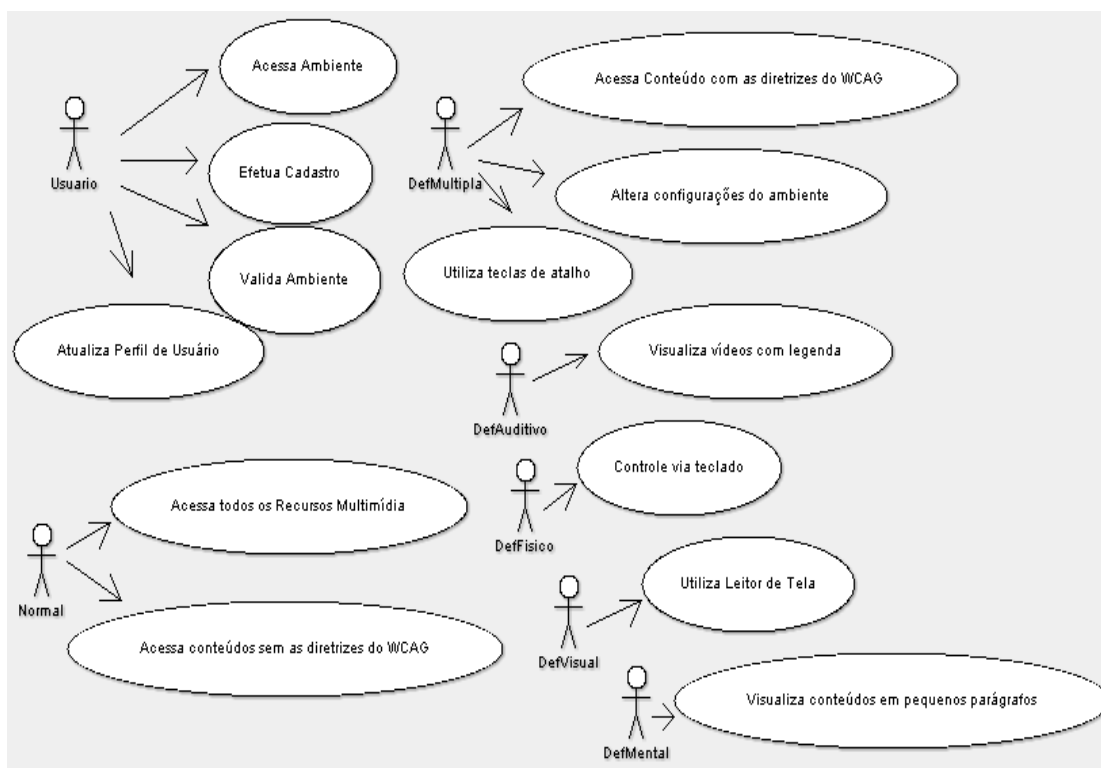 Acessa Ambiente
Usuario
Efetua Cadastro
Valida Ambiente
Atualiza Perfil de Usuário
Acessa Conteúdo com as diretrizes do WCAG
DefMultipla
Altera configurações do ambiente
Utiliza teclas de atalho
Visualiza vídeos com legenda
DefAuditivo
Controle via teclado
DefFisico
Acessa todos os Recursos Multimídia
Normal
Acessa conteúdos sem as diretrizes do WCAG
Utiliza Leitor de Tela
DefVisual
Visualiza conteúdos em pequenos parágrafos
DefMental